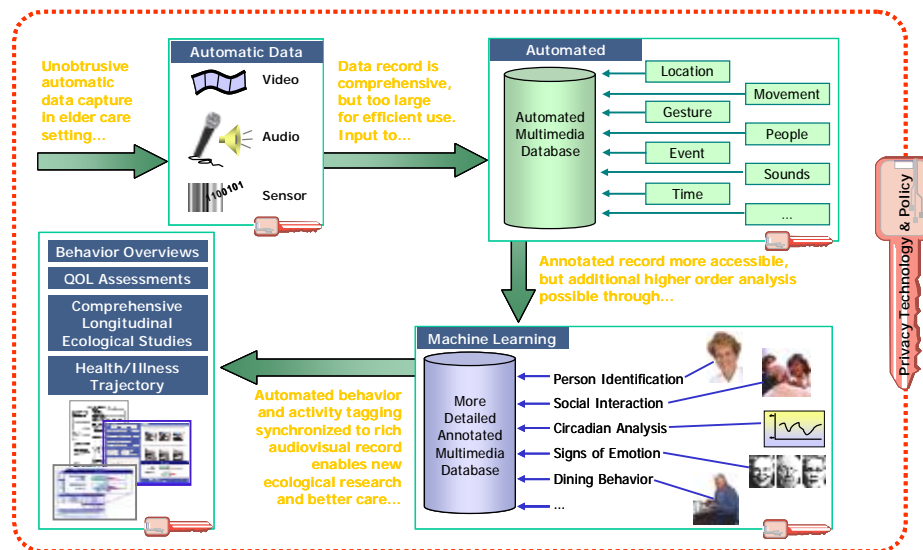 Unobtrusive
automatic
data capture
in elder care
setting...
Automatic Data
Video
Audio
1100101
Sensor
Data record is
comprehensive,
but too large
for efficient use.
Input to...
Automated
Automated
Multimedia
Database
Location
Movement
Gesture
People
Event
Sounds
Time
...
Privacy Technology & Policy
Annotated record more accessible,
but additional higher order analysis
possible through...
Machine Learning
More
Detailed
Annotated
Multimedia
Database
Person Identification
Social Interaction
Circadian Analysis
Signs of Emotion
Dining Behavior
...
Automated behavior
and activity tagging
synchronized to rich
audiovisual record
enables new
ecological research
and better care...
Behavior Overviews
QOL Assessments
Comprehensive
Longitudinal
Ecological Studies
Health/Illness
Trajectory